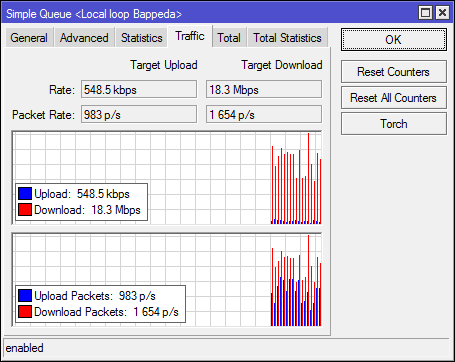 Simple Queue <Local loop Bappeda>
General Advanced Statistics Traffic Total Total Statistics
OK
Reset Counters
Reset All Counters
Torch
Target Upload Target Download
Rate: 548.5 kbps 18.3 Mbps
Packet Rate: 983 p/s 1 654 p/s
Upload: 548.5 kbps
Download: 18.3 Mbps
Upload Packets: 983 p/s
Download Packets: 1 654 p/s
enabled